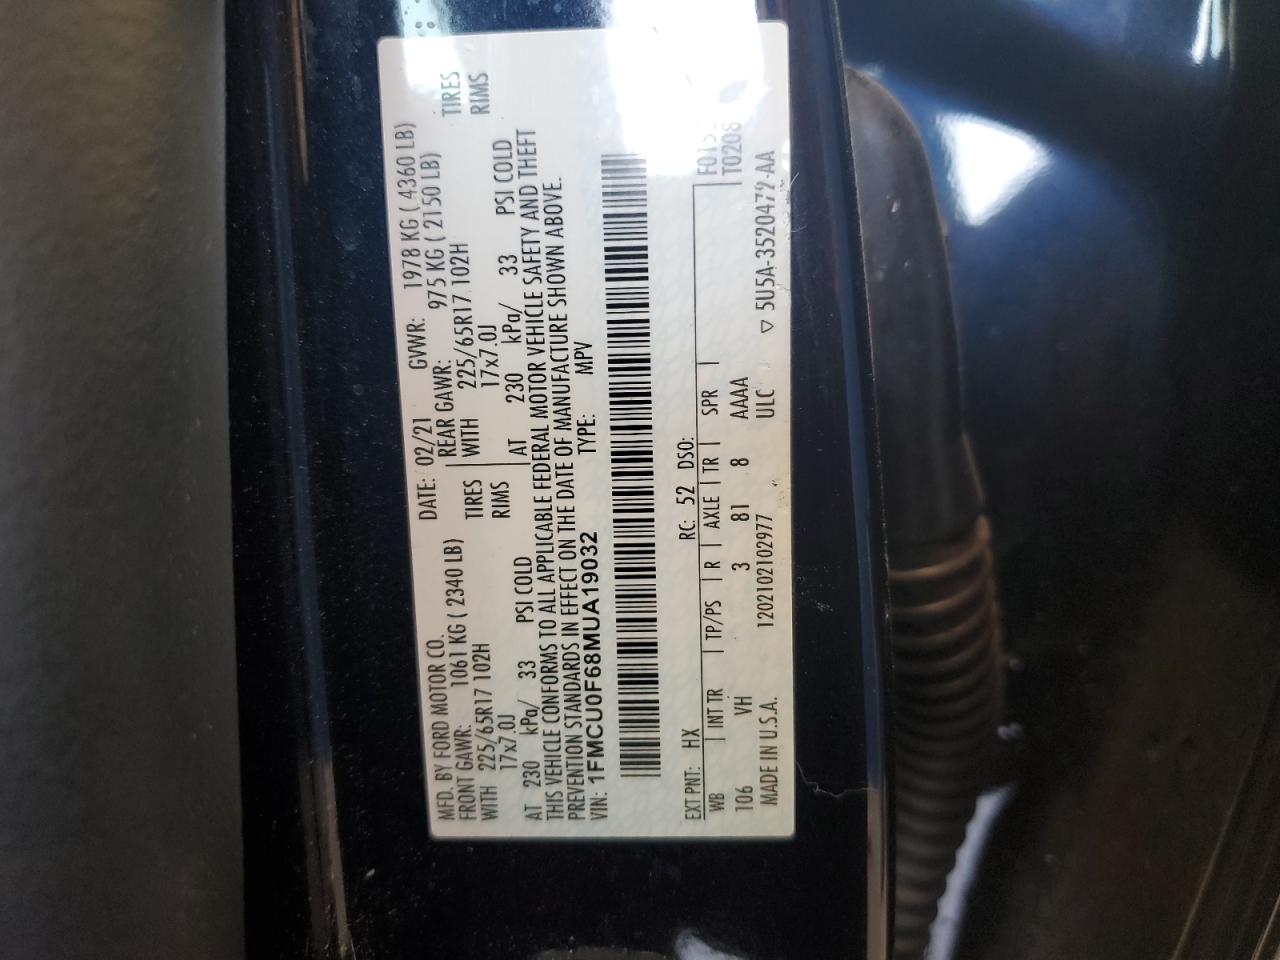 MFD. BY FORD MOTOR CO. DATE: 02/21 GVWR: 1978 KG ( 4360 LB)
FRONT GAWR: 1061 KG ( 2340 LB) REAR GAWR: 975 KG ( 2150 LB)
WITH 225/65R17 102H TIRES WITH 225/65R17 102H TIRES
17x7.0J RIMS 17x7.0J RIMS
AT 230 kPa/ 33 PSI COLD AT 230 kPa/ 33 PSI COLD
THIS VEHICLE CONFORMS TO ALL APPLICABLE FEDERAL MOTOR VEHICLE SAFETY AND THEFT
PREVENTION STANDARDS IN EFFECT ON THE DATE OF MANUFACTURE SHOWN ABOVE.
VIN: 1FMCU0F68MUA19032 TYPE: MPV
EXT PNT: HX RC: 52 DSO:
WB INT TR TP/PS R AXLE TR SPR T0208
106 VH 3 81 8 AAAA
MADE IN U.S.A. 1202102102977 ULC ▽ 5U5A-3520472-AA